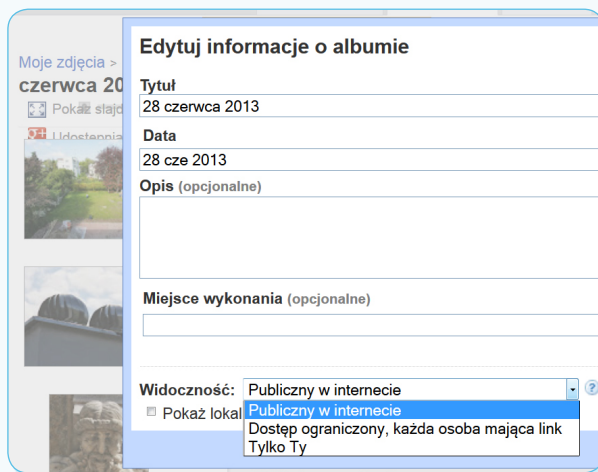 Moje zdjęcia >
czerwca 20
Pokaż slajd
Udostępnia
Edytuj informacje o albumie
Tytuł
28 czerwca 2013
Data
28 cze 2013
Opis (opcjonalne)
Miejsce wykonania (opcjonalne)
Widoczność: Publiczny w internecie ?
Pokaż lokal
Publiczny w internecie
Dostęp ograniczony, każda osoba mająca link
Tylko Ty